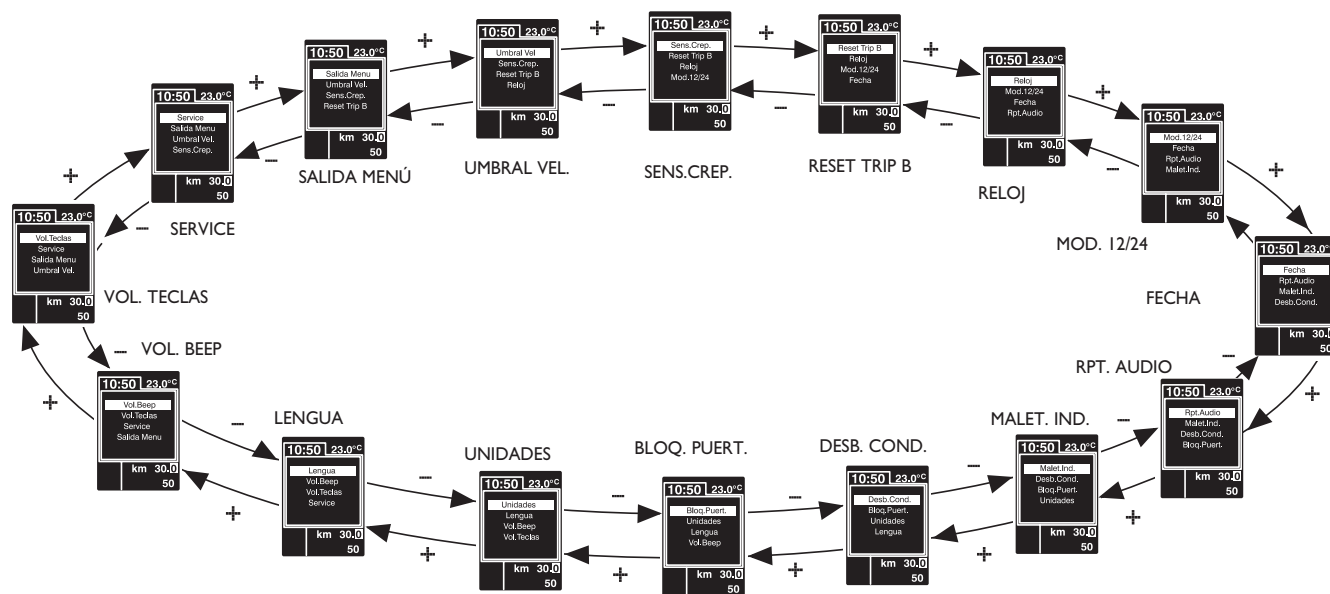 10:50 23.0°C
Salida Menu
Umbral Vel.
Sens.Crep.
Reset Trip B
km 30.0
50
SALIDA MENÚ
10:50 23.0°C
Umbral Vel
Sens.Crep.
Reset Trip B
Reloj
km 30.0
50
UMBRAL VEL.
10:50 23.0°C
Sens.Crep.
Reset Trip B
Reloj
Mod.12/24
km 30.0
50
SENS.CREP.
10:50 23.0°C
Reset Trip B
Reloj
Mod.12/24
Fecha
km 30.0
50
RESET TRIP B
10:50 23.0°C
Reloj
Mod.12/24
Fecha
Rpt.Audio
km 30.0
50
RELOJ
10:50 23.0°
Mod.12/24
Fecha
Rpt.Audio
Malet.Ind.
km 30.0
50
MOD. 12/24
10:50 23.0°
Fecha
Rpt.Audio
Malet.Ind.
Desb.Cond.
km 30.0
50
FECHA
10:50 23.0°C
Rpt.Audio
Malet.Ind.
Desb.Cond.
Bloq.Puert.
km 30.0
50
RPT. AUDIO
10:50 23.0°C
Malet.Ind.
Desb.Cond.
Bloq.Puert.
Unidades
km 30.0
50
MALET. IND.
10:50 23.0°C
Desb.Cond.
Bloq.Puert.
Unidades
Lengua
km 30.0
50
DESB. COND.
10:50 23.0°C
Bloq.Puert.
Unidades
Lengua
Vol.Beep
km 30.0
50
BLOQ. PUERT.
10:50 23.0°C
Unidades
Lengua
Vol.Beep
Vol.Teclas
km 30.0
50
UNIDADES
10:50 23.0°C
Lengua
Vol.Beep
Vol.Teclas
Service
km 30.0
50
LENGUA
10:50 23.0°C
Vol.Beep
Vol.Teclas
Service
Salida Menu
km 30.0
50
VOL. BEEP
10:50 23.0°C
Vol.Teclas
Service
Salida Menu
Umbral Vel.
km 30.0
50
VOL. TECLAS
10:50 23.0°C
Service
Salida Menu
Umbral Vel.
Sens.Crep.
km 30.0
50
SERVICE